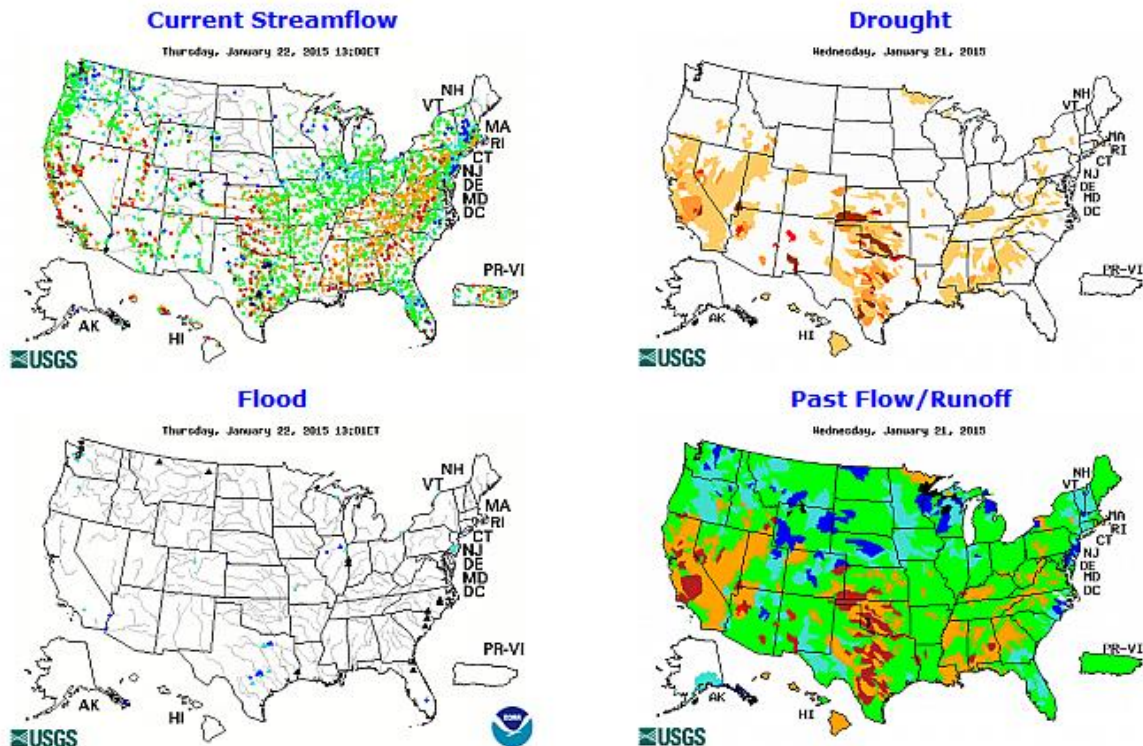 Current Streamflow
Thursday, January 22, 2015 13:00ET
NH
VT
MA
RI
CT
NJ
DE
MD
DC
PR-VI
AK
HI
USGS
Drought
Wednesday, January 21, 2015
NH
VT
MA
RI
CT
NJ
DE
MD
DC
PR-VI
AK
HI
USGS
Flood
Thursday, January 22, 2015 13:01ET
NH
VT
MA
RI
CT
NJ
DE
MD
DC
PR-VI
AK
HI
USGS
NOAA
Past Flow/Runoff
Wednesday, January 21, 2015
NH
VT
MA
RI
CT
NJ
DE
MD
DC
PR-VI
AK
HI
USGS